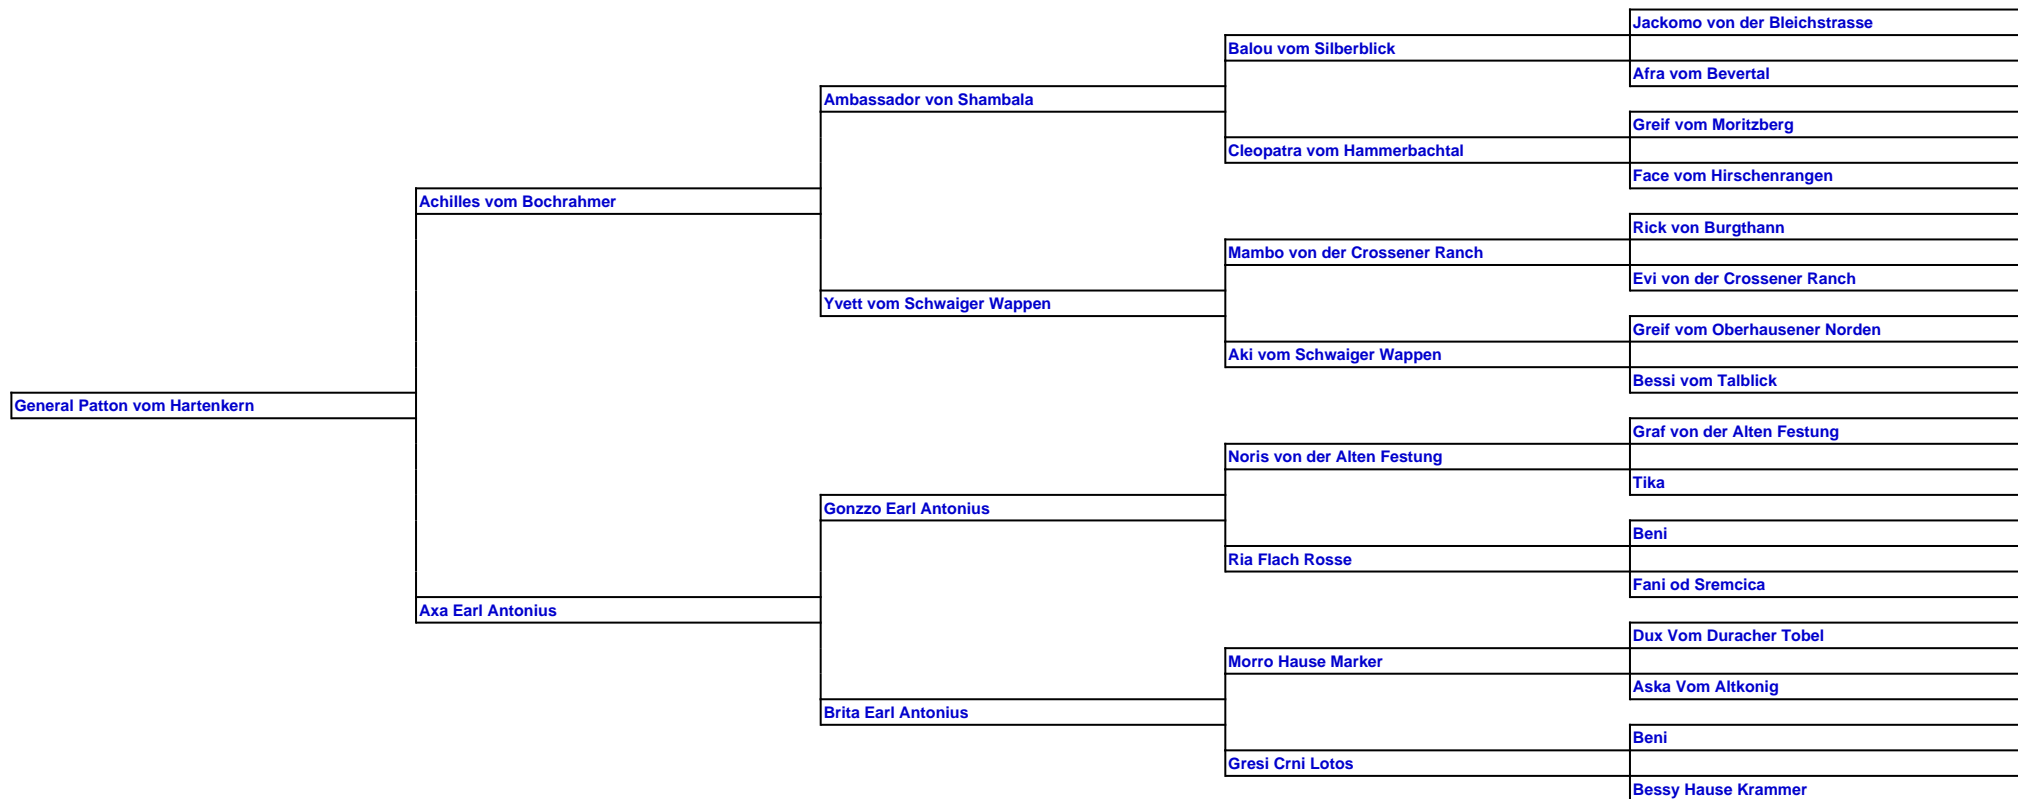 Jackomo von der Bleichstrasse
Balou vom Silberblick
Afra vom Bevertal
Ambassador von Shambala
Greif vom Moritzberg
Cleopatra vom Hammerbachtal
Face vom Hirschenrangen
Achilles vom Bochrahmer
Rick von Burgthann
Mambo von der Crossener Ranch
Evi von der Crossener Ranch
Yvett vom Schwaiger Wappen
Greif vom Oberhausener Norden
Aki vom Schwaiger Wappen
Bessi vom Talblick
General Patton vom Hartenkern
Graf von der Alten Festung
Noris von der Alten Festung
Tika
Gonzzo Earl Antonius
Beni
Ria Flach Rosse
Fani od Sremcica
Axa Earl Antonius
Dux Vom Duracher Tobel
Morro Hause Marker
Aska Vom Altkonig
Brita Earl Antonius
Beni
Gresi Crni Lotos
Bessy Hause Krammer